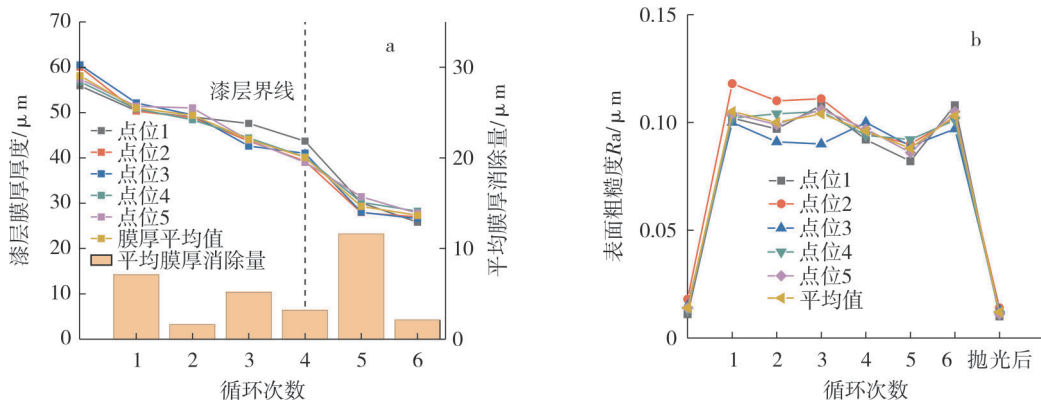 70
60
50
40
30
20
10
0
漆层膜厚厚度/μm
30
20
10
0
平均膜厚消除量/μm
a
漆层界线
点位1
点位2
点位3
点位4
点位5
膜厚平均值
平均膜厚消除量
1 2 3 4 5 6
循环次数
0.15
0.10
0.05
0
表面粗糙度Ra/μm
b
点位1
点位2
点位3
点位4
点位5
平均值
1 2 3 4 5 6 抛光后
循环次数